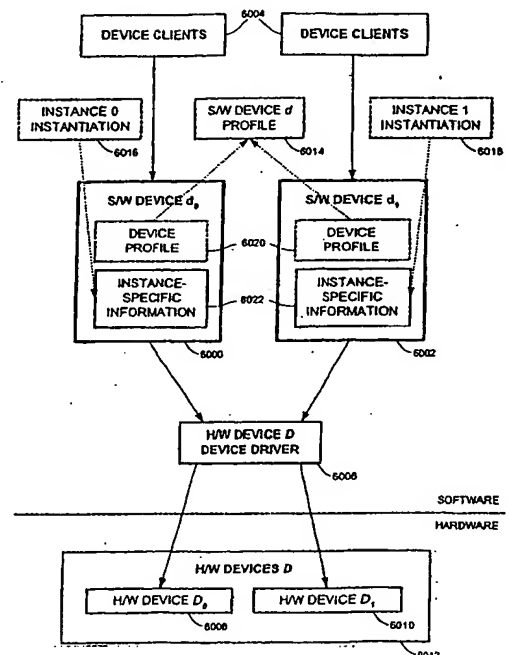 6004
DEVICE CLIENTS
DEVICE CLIENTS
INSTANCE 0
INSTANTIATION
6016
S/W DEVICE d
PROFILE
6014
INSTANCE 1
INSTANTIATION
6018
S/W DEVICE d₀
DEVICE
PROFILE
6020
INSTANCE-
SPECIFIC
INFORMATION
6022
6000
S/W DEVICE d₁
DEVICE
PROFILE
INSTANCE-
SPECIFIC
INFORMATION
6002
H/W DEVICE D
DEVICE DRIVER
6006
SOFTWARE
HARDWARE
H/W DEVICES D
H/W DEVICE D₀
6008
H/W DEVICE D₁
6010
6012